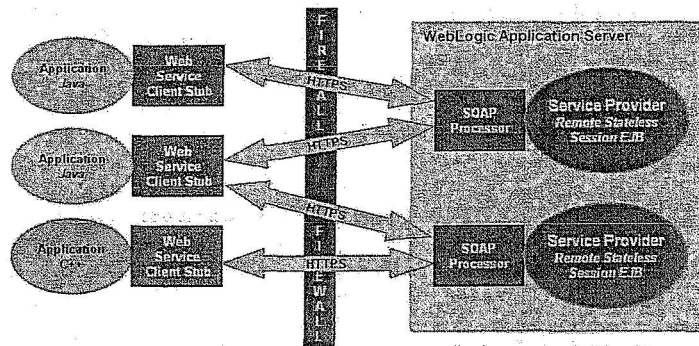 FIREWALL
FIREWALL
WebLogic Application Server
Application
Java
Web
Service
Client Stub
HTTPS
SOAP
Processor
Service Provider
Remote Stateless
Session EJB
Application
Java
Web
Service
Client Stub
HTTPS
HTTPS
Application
Web
Service
Client Stub
HTTPS
SOAP
Processor
Service Provider
Remote Stateless
Session EJB